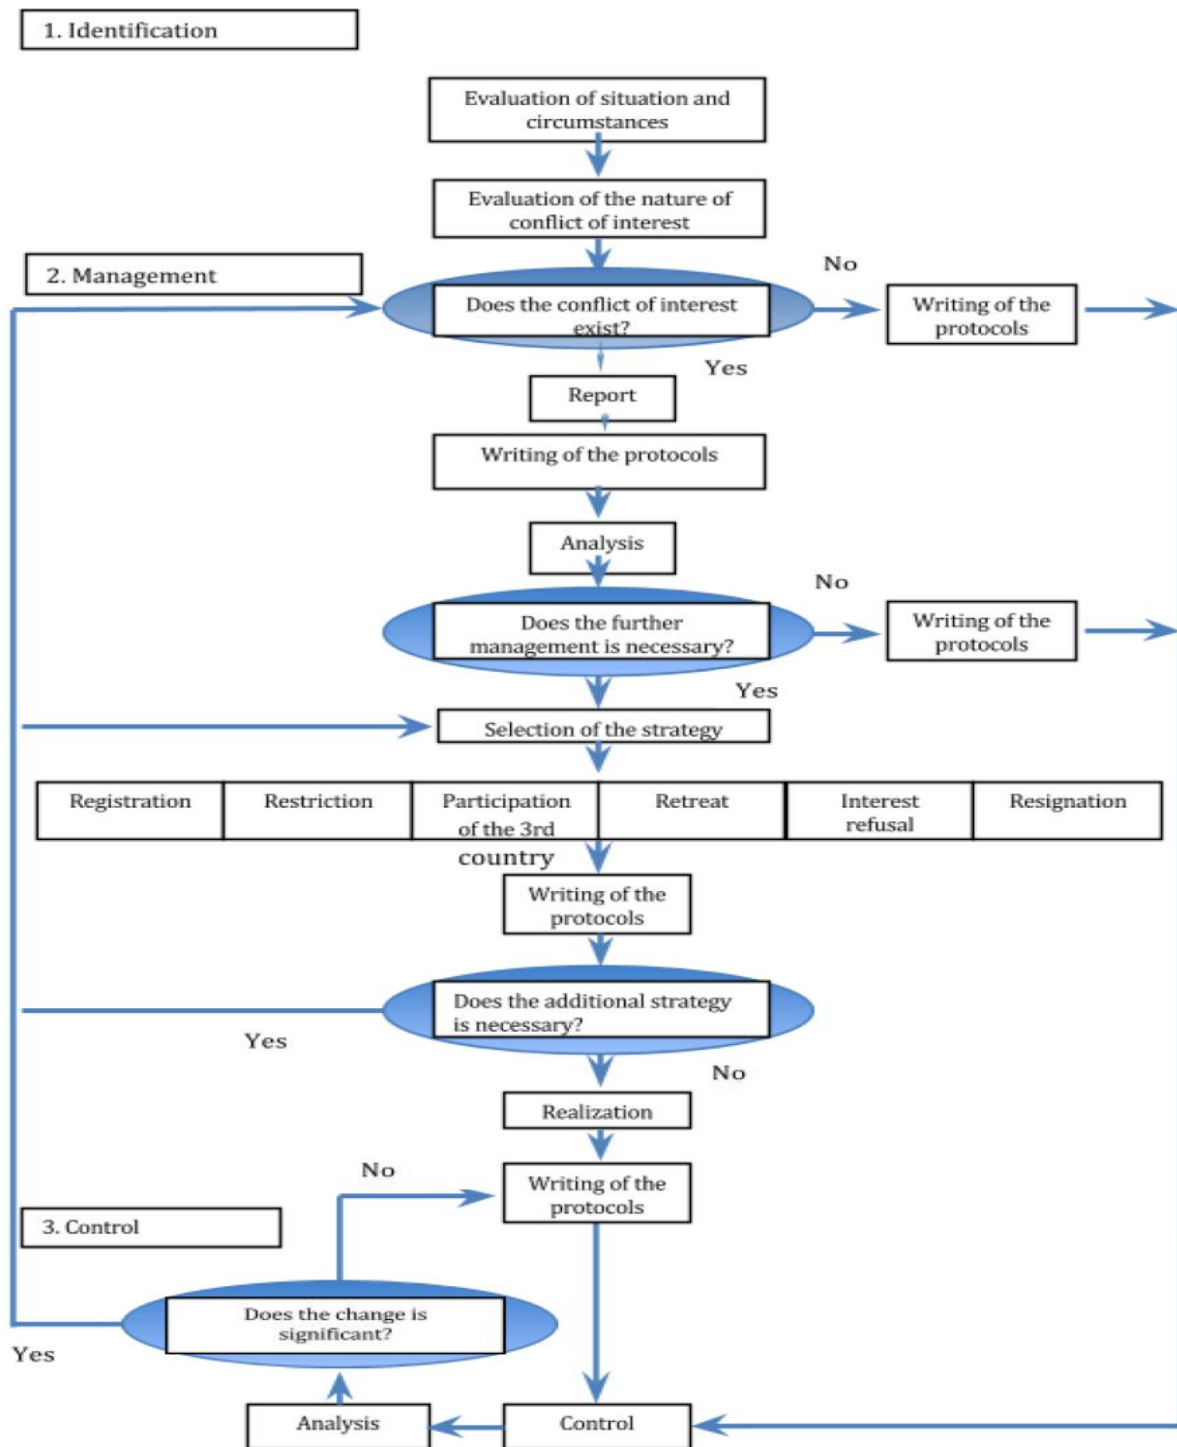 1. Identification
Evaluation of situation and
circumstances
Evaluation of the nature of
conflict of interest
2. Management
No
Does the conflict of interest
exist?
Writing of the
protocols
Yes
Report
Writing of the protocols
Analysis
No
Does the further
management is necessary?
Writing of the
protocols
Yes
Selection of the strategy
Registration
Restriction
Participation
of the 3rd
country
Retreat
Interest
refusal
Resignation
Writing of the
protocols
Does the additional strategy
is necessary?
Yes
No
Realization
No
Writing of the
protocols
3. Control
Does the change is
significant?
Yes
Analysis
Control